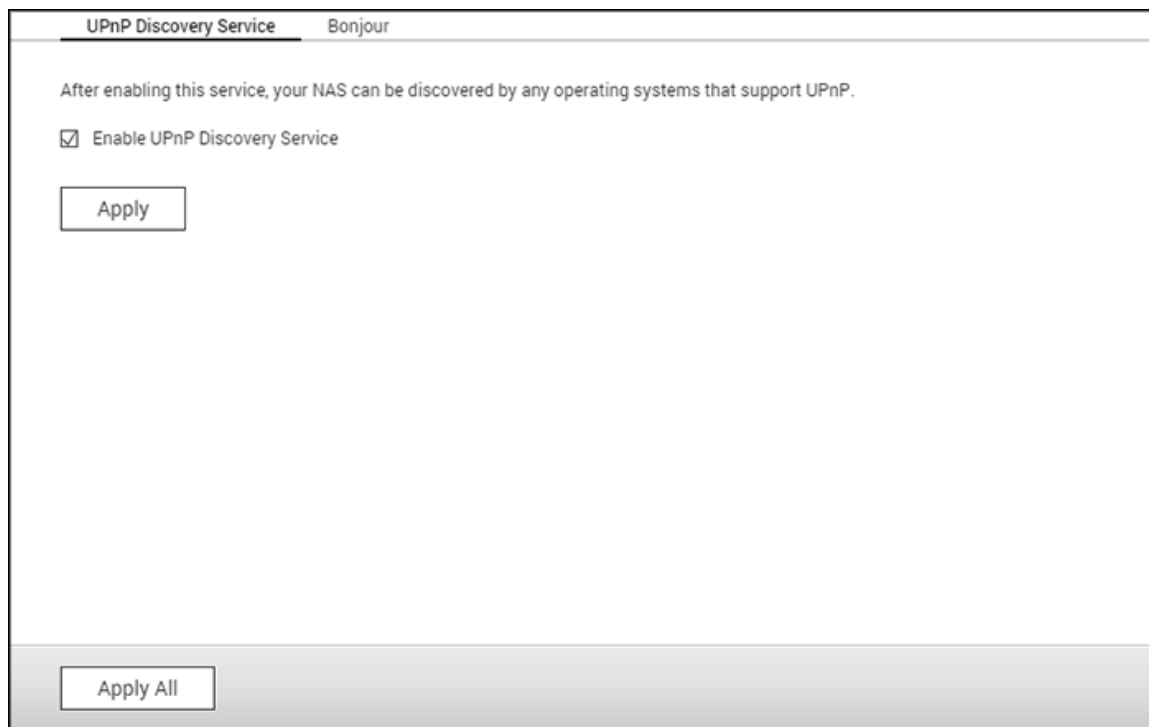 UPnP Discovery Service Bonjour
After enabling this service, your NAS can be discovered by any operating systems that support UPnP.
Enable UPnP Discovery Service
Apply
Apply All